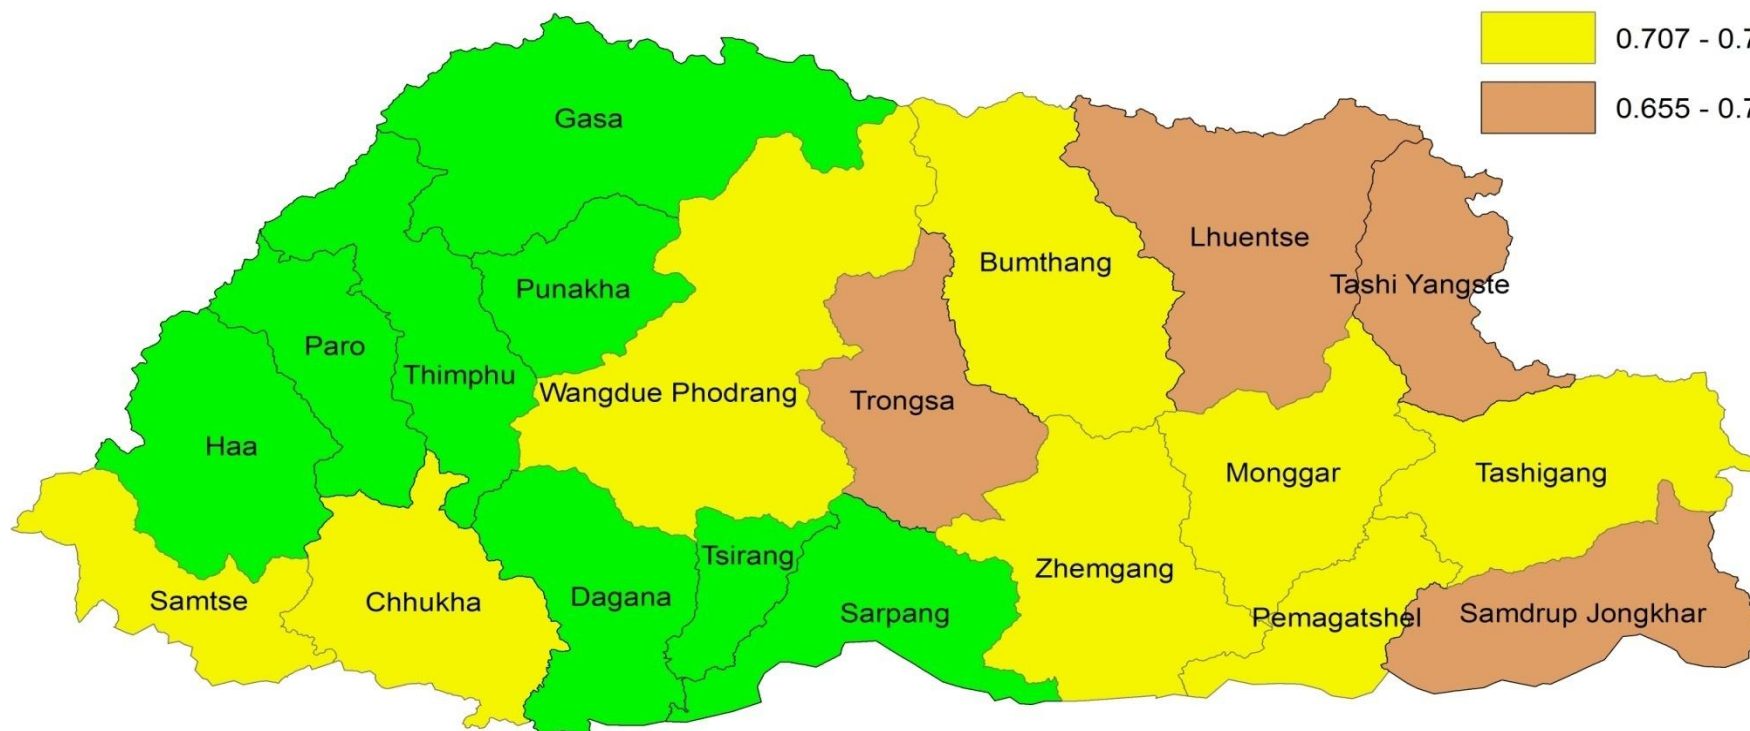 0.707 - 0.7
0.655 - 0.7
Gasa
Lhuentse
Bumthang
Tashi Yangste
Punakha
Paro
Thimphu
Wangdue Phodrang
Trongsa
Haa
Monggar
Tashigang
Tsirang
Zhemgang
Samtse
Chhukha
Dagana
Sarpang
Pemagatshel
Samdrup Jongkhar